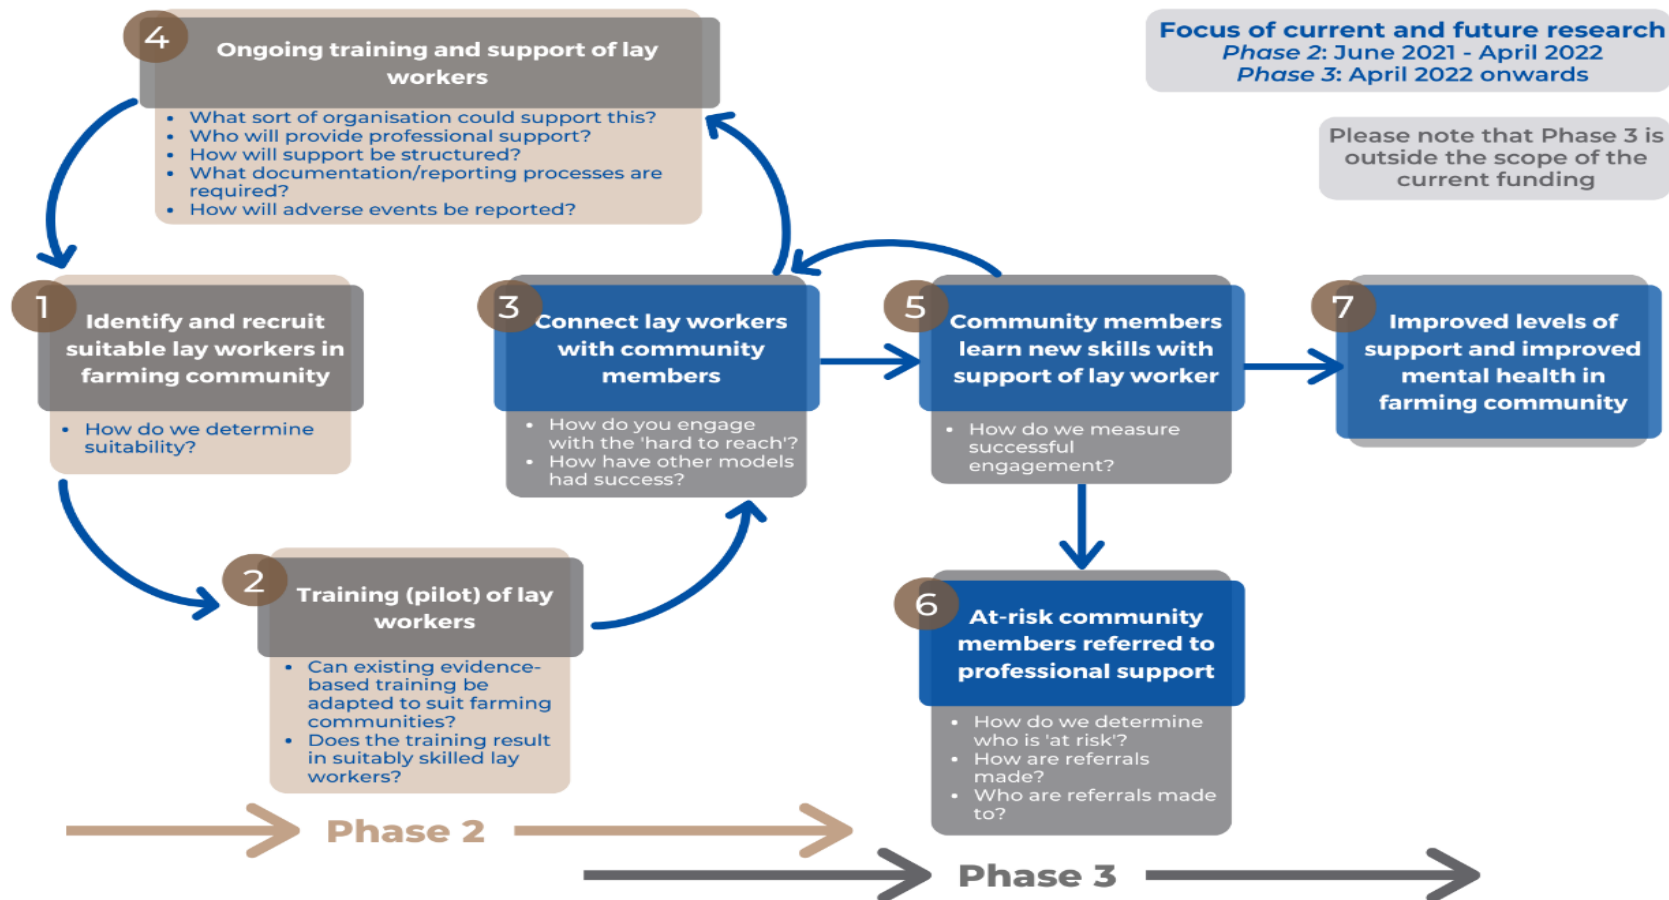 4
Ongoing training and support of lay
workers
• What sort of organisation could support this?
• Who will provide professional support?
• How will support be structured?
• What documentation/reporting processes are
required?
• How will adverse events be reported?
Focus of current and future research
Phase 2: June 2021 - April 2022
Phase 3: April 2022 onwards
Please note that Phase 3 is
outside the scope of the
current funding
1
Identify and recruit
suitable lay workers in
farming community
• How do we determine
suitability?
2
Training (pilot) of lay
workers
• Can existing evidence-
based training be
adapted to suit farming
communities?
• Does the training result
in suitably skilled lay
workers?
3
Connect lay workers
with community
members
• How do you engage
with the 'hard to reach'?
• How have other models
had success?
5
Community members
learn new skills with
support of lay worker
• How do we measure
successful
engagement?
6
At-risk community
members referred to
professional support
• How do we determine
who is 'at risk'?
• How are referrals
made?
• Who are referrals made
to?
7
Improved levels of
support and improved
mental health in
farming community
Phase 2
Phase 3